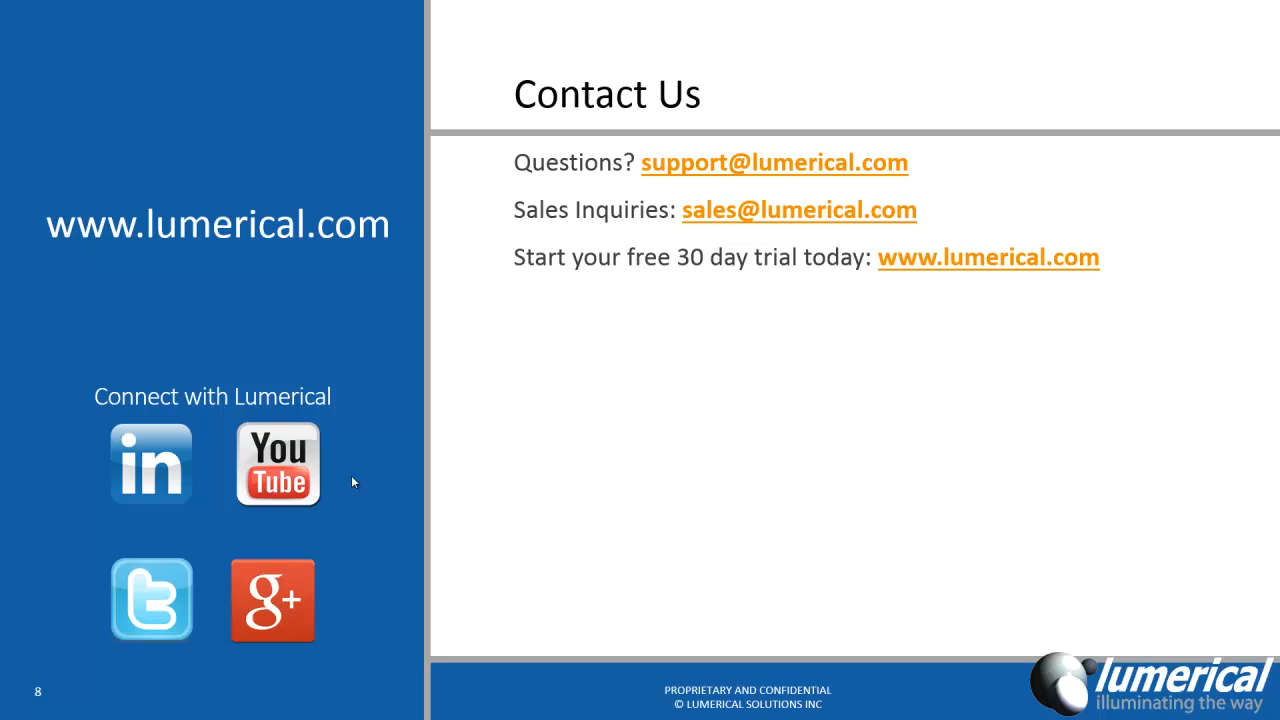 www.lumerical.com
Connect with Lumerical
in
You
Tube
t
g+
8
Contact Us
Questions? support@lumerical.com
Sales Inquiries: sales@lumerical.com
Start your free 30 day trial today: www.lumerical.com
PROPRIETARY AND CONFIDENTIAL
© LUMERICAL SOLUTIONS INC
lumerical
illuminating the way